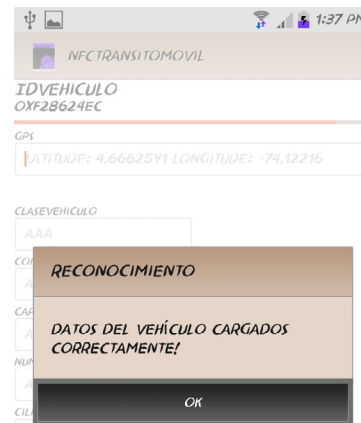 1:37 PM
NFCTRANSITOMOVIL
IDVEHICULO
OXF28624EC
GPS
LATITUDE: 4,6662591 LONGITUDE: -74,12216
CLASEVEHICULO
AAA
RECONOCIMIENTO
DATOS DEL VEHÍCULO CARGADOS
CORRECTAMENTE!
OK